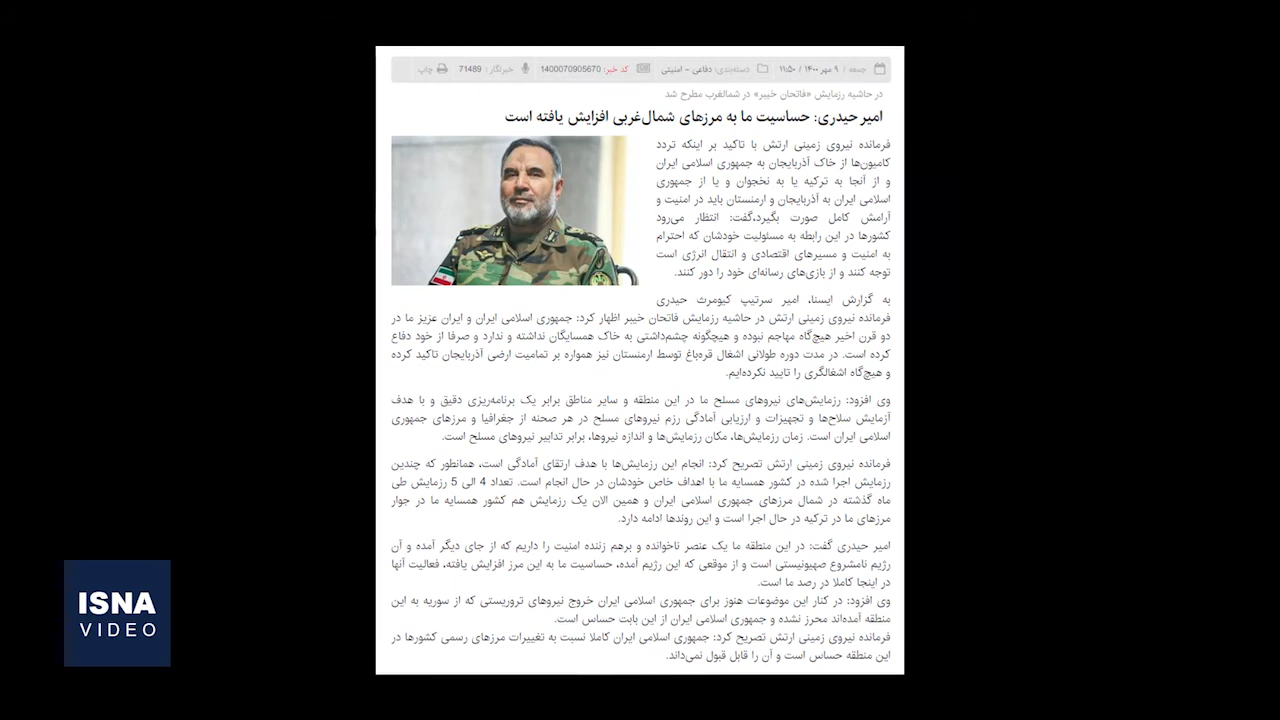 جمعه / ۹ مهر ۱۴۰۰ / ۱۱:۵۰ دسته‌بندی: دفاعی - امنیتی کد خبر: 1400070905670 خبرنگار : 71489 چاپ
در حاشیه رزمایش «فاتحان خیبر» در شمالغرب مطرح شد
امیر حیدری: حساسیت ما به مرزهای شمال‌غربی افزایش یافته است
فرمانده نیروی زمینی ارتش با تاکید بر اینکه تردد
کامیون‌ها از خاک آذربایجان به جمهوری اسلامی ایران
و از آنجا به ترکیه یا به نخجوان و یا از جمهوری
اسلامی ایران به آذربایجان و ارمنستان باید در امنیت و
آرامش کامل صورت بگیرد،گفت: انتظار می‌رود
کشورها در این رابطه به مسئولیت خودشان که احترام
به امنیت و مسیرهای اقتصادی و انتقال انرژی است
توجه کنند و از بازی‌های رسانه‌ای خود را دور کنند.
به گزارش ایسنا، امیر سرتیپ کیومرث حیدری
فرمانده نیروی زمینی ارتش در حاشیه رزمایش فاتحان خیبر اظهار کرد: جمهوری اسلامی ایران و ایران عزیز ما در
دو قرن اخیر هیچ‌گاه مهاجم نبوده و هیچگونه چشم‌داشتی به خاک همسایگان نداشته و ندارد و صرفا از خود دفاع
کرده است. در مدت دوره طولانی اشغال قره‌باغ توسط ارمنستان نیز همواره بر تمامیت ارضی آذربایجان تاکید کرده
و هیچ‌گاه اشغالگری را تایید نکرده‌ایم.
وی افزود: رزمایش‌های نیروهای مسلح ما در این منطقه و سایر مناطق برابر یک برنامه‌ریزی دقیق و با هدف
آزمایش سلاح‌ها و تجهیزات و ارزیابی آمادگی رزم نیروهای مسلح در هر صحنه از جغرافیا و مرزهای جمهوری
اسلامی ایران است. زمان رزمایش‌ها، مکان رزمایش‌ها و اندازه نیروها، برابر تدابیر نیروهای مسلح است.
فرمانده نیروی زمینی ارتش تصریح کرد: انجام این رزمایش‌ها با هدف ارتقای آمادگی است، همانطور که چندین
رزمایش اجرا شده در کشور همسایه ما با اهداف خاص خودشان در حال انجام است. تعداد 4 الی 5 رزمایش طی
ماه گذشته در شمال مرزهای جمهوری اسلامی ایران و همین الان یک رزمایش هم کشور همسایه ما در جوار
مرزهای ما در ترکیه در حال اجرا است و این روندها ادامه دارد.
امیر حیدری گفت: در این منطقه ما یک عنصر ناخوانده و برهم زننده امنیت را داریم که از جای دیگر آمده و آن
رژیم نامشروع صهیونیستی است و از موقعی که این رژیم آمده، حساسیت ما به این مرز افزایش یافته، فعالیت آنها
در اینجا کاملا در رصد ما است.
وی افزود: در کنار این موضوعات هنوز برای جمهوری اسلامی ایران خروج نیروهای تروریستی که از سوریه به این
منطقه آمده‌اند محرز نشده و جمهوری اسلامی ایران از این بابت حساس است.
فرمانده نیروی زمینی ارتش تصریح کرد: جمهوری اسلامی ایران کاملا نسبت به تغییرات مرزهای رسمی کشورها در
این منطقه حساس است و آن را قابل قبول نمی‌داند.
ISNA
VIDEO